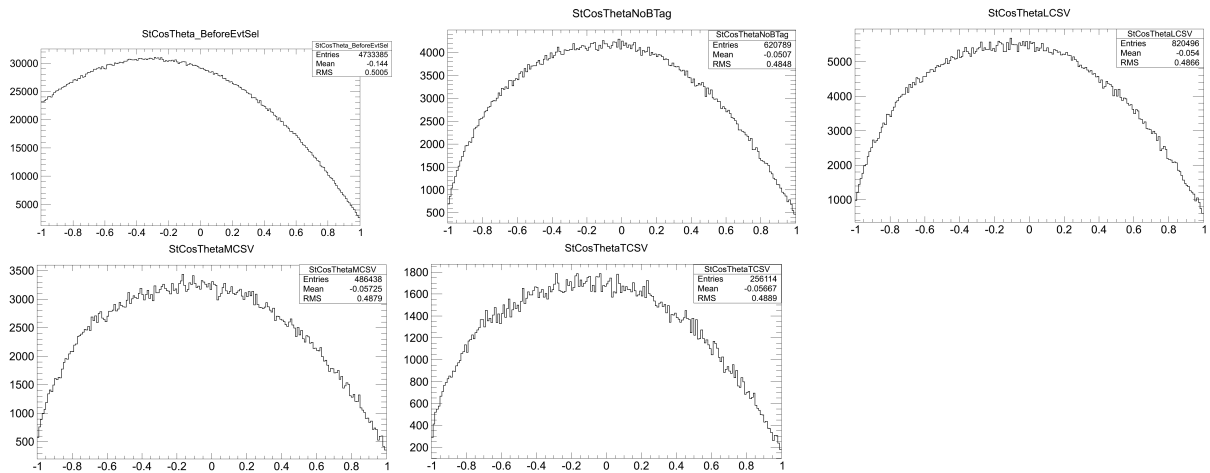 StCosTheta_BeforeEvtSel
StCosTheta_BeforeEvtSel
Entries 4733385
Mean -0.144
RMS 0.5005
30000
25000
20000
15000
10000
5000
-1 -0.8 -0.6 -0.4 -0.2 0 0.2 0.4 0.6 0.8 1
StCosThetaNoBTag
StCosThetaNoBTag
Entries 620789
Mean -0.0507
RMS 0.4848
4000
3500
3000
2500
2000
1500
1000
500
-1 -0.8 -0.6 -0.4 -0.2 0 0.2 0.4 0.6 0.8 1
StCosThetaLCSV
StCosThetaLCSV
Entries 820496
Mean -0.054
RMS 0.4866
5000
4000
3000
2000
1000
-1 -0.8 -0.6 -0.4 -0.2 0 0.2 0.4 0.6 0.8 1
StCosThetaMCSV
StCosThetaMCSV
Entries 486438
Mean -0.05725
RMS 0.4879
3500
3000
2500
2000
1500
1000
500
-1 -0.8 -0.6 -0.4 -0.2 0 0.2 0.4 0.6 0.8 1
StCosThetaTCSV
StCosThetaTCSV
Entries 256114
Mean -0.05667
RMS 0.4889
1800
1600
1400
1200
1000
800
600
400
200
-1 -0.8 -0.6 -0.4 -0.2 0 0.2 0.4 0.6 0.8 1